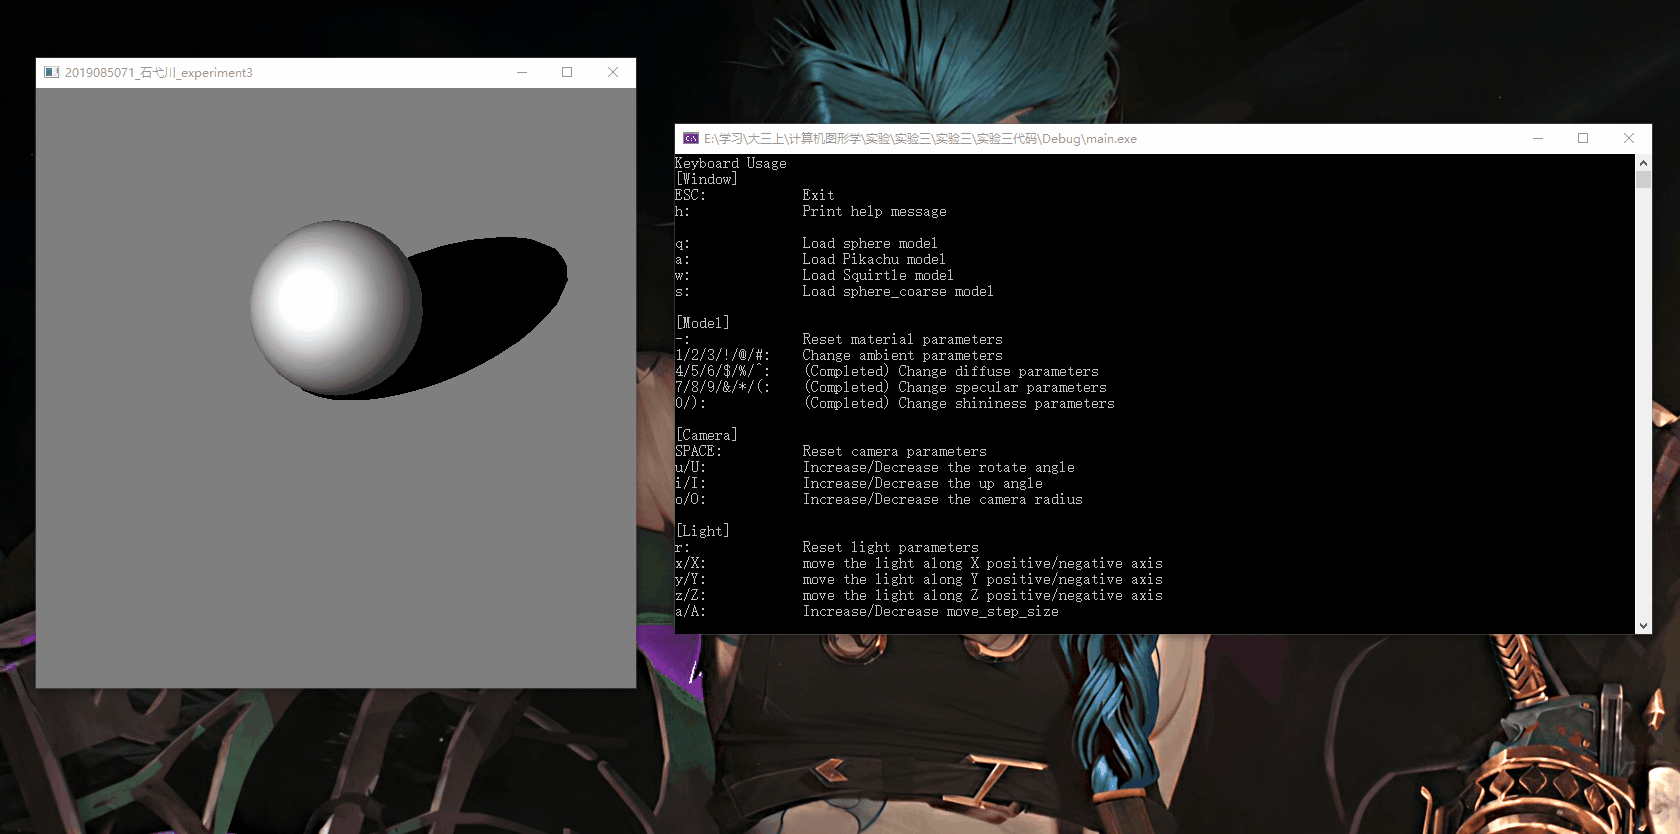 2019085071_石弋川_experiment3
E:\学习\大三上\计算机图形学\实验\实验三\实验三\实验三代码\Debug\main.exe
Keyboard Usage
[Window]
ESC: Exit
h: Print help message
q: Load sphere model
a: Load Pikachu model
w: Load Squirtle model
s: Load sphere_coarse model
[Model]
-: Reset material parameters
1/2/3/!/@/#: Change ambient parameters
4/5/6/$/%/^: (Completed) Change diffuse parameters
7/8/9/&/*/(: (Completed) Change specular parameters
0/): (Completed) Change shininess parameters
[Camera]
SPACE: Reset camera parameters
u/U: Increase/Decrease the rotate angle
i/I: Increase/Decrease the up angle
o/O: Increase/Decrease the camera radius
[Light]
r: Reset light parameters
x/X: move the light along X positive/negative axis
y/Y: move the light along Y positive/negative axis
z/Z: move the light along Z positive/negative axis
a/A: Increase/Decrease move_step_size